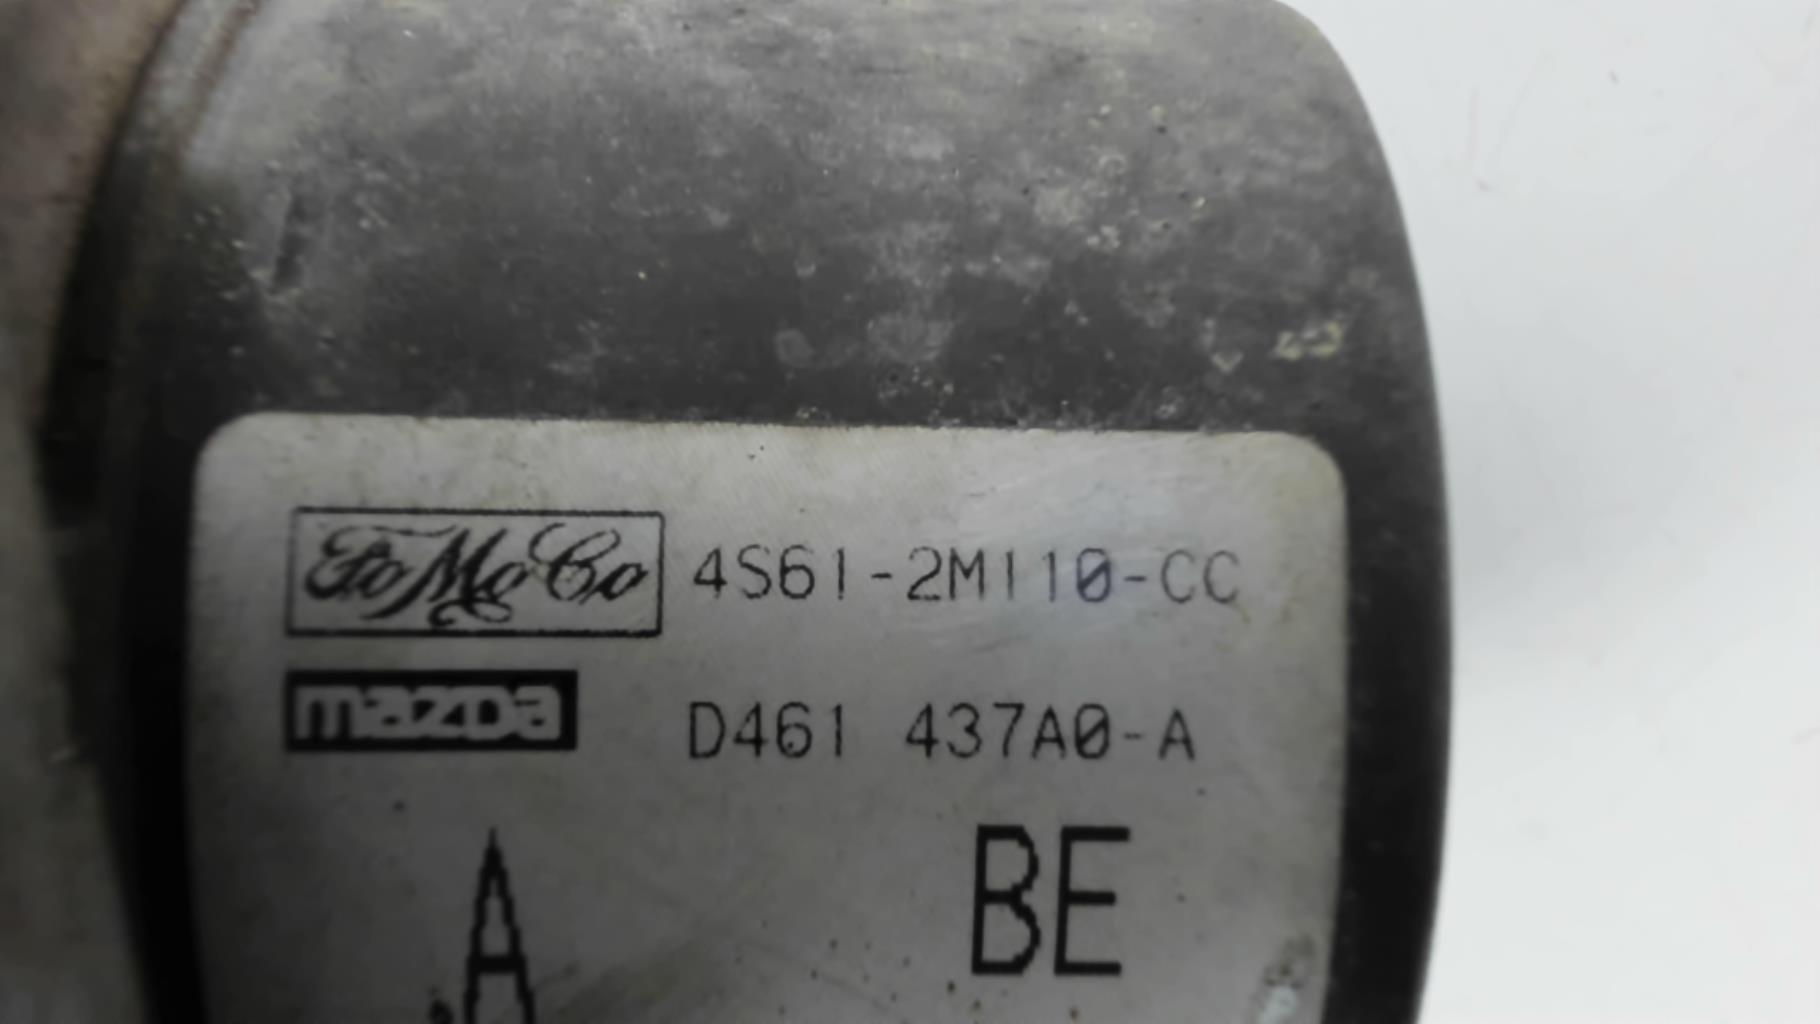 FoMoCo 4S61-2M110-CC
mazda D461 437A0-A
A BE